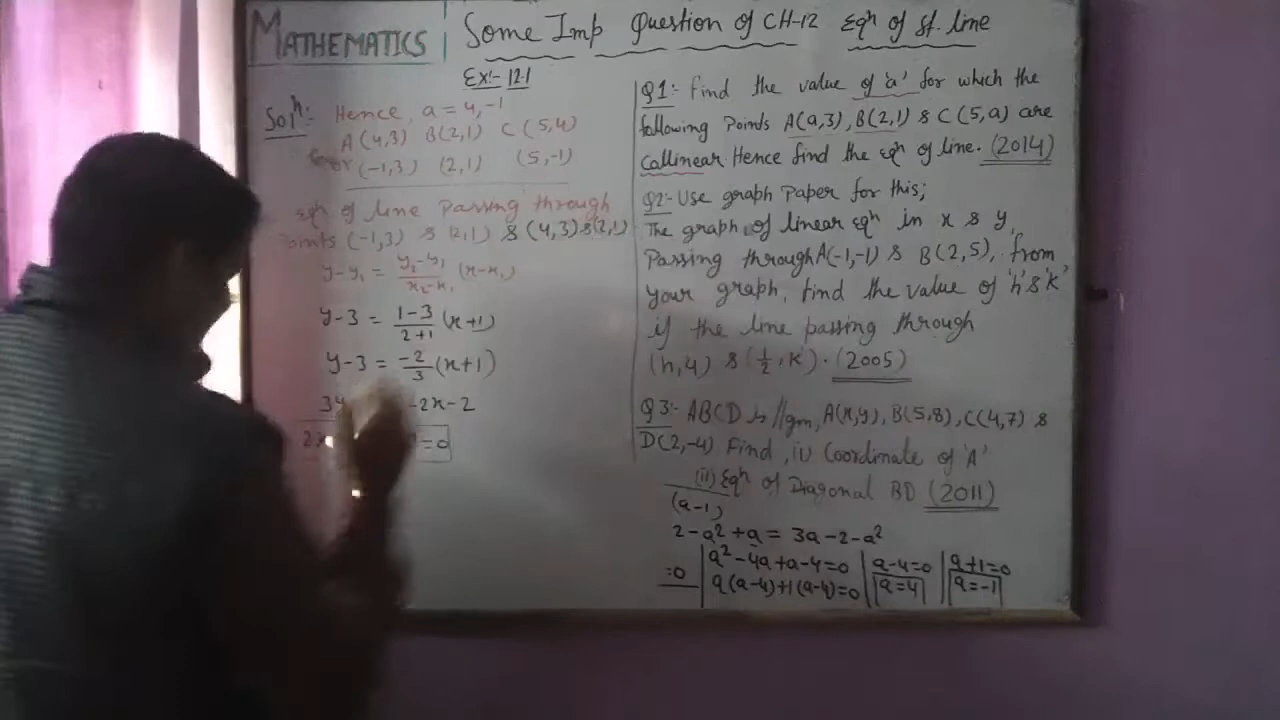 MATHEMATICS
Some Imp Question of CH-12 Eqn of st. line
Ex:- 12.1
Soln:- Hence, a = 4, -1
A(4,3) B(2,1) C(5,4)
or (-1,3) (2,1) (5,-1)
Eqn of line Passing through
Points (-1,3) & (2,1) & (4,3) & (2,1)
y-y₁ = y₂-y₁/x₂-x₁ (x-x₁)
y-3 = 1-3/2+1 (x+1)
y-3 = -2/3 (x+1)
3y -2x-2
2x =0
Q1:- Find the value of 'a' for which the
following Points A(a,3), B(2,1) & C(5,a) are
callinear Hence find the eqn of line. (2014)
Q2:- Use graph Paper for this;
The graph of linear eqn in x & y,
Passing through A(-1,-1) & B(2,5), from
your graph, find the value of 'h' & 'k'
if the line passing through
(h,4) & (1/2, K). (2005)
Q3:- ABCD is //gm, A(x,y), B(5,8), C(4,7) &
D(2,-4) Find, (i) Coordinate of 'A'
(ii) Eqn of Diagonal BD (2011)
(a-1)
2-a²+a = 3a-2-a²
=0 a²-4a+a-4=0 a-4=0 a+1=0
a(a-4)+1(a-4)=0 a=4 a=-1